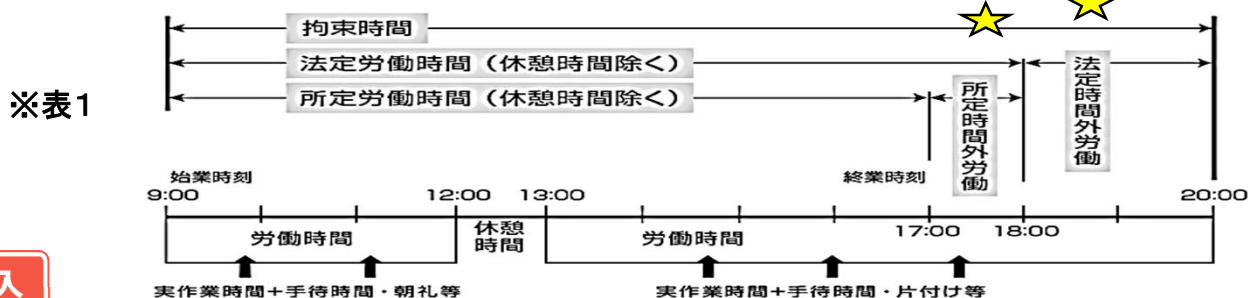 拘束時間
法定労働時間（休憩時間除く）
所定労働時間（休憩時間除く）
所定時間外労働
法定時間外労働
※表1
始業時刻
終業時刻
9:00
12:00
13:00
17:00
18:00
20:00
労働時間
休憩
時間
労働時間
実作業時間+手待時間・朝礼等
実作業時間+手待時間・片付け等
入